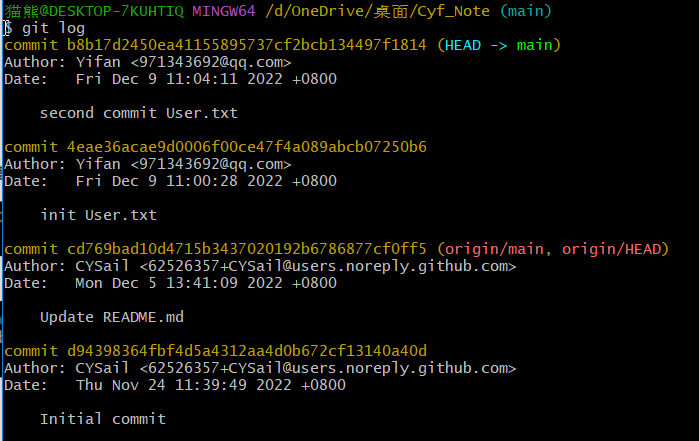 猫熊@DESKTOP-7KUHTIQ MINGW64 /d/OneDrive/桌面/Cyf_Note (main)
$ git log
commit b8b17d2450ea41155895737cf2bcb134497f1814 (HEAD -> main)
Author: Yifan <971343692@qq.com>
Date:   Fri Dec 9 11:04:11 2022 +0800

    second commit User.txt

commit 4eae36acae9d0006f00ce47f4a089abcb07250b6
Author: Yifan <971343692@qq.com>
Date:   Fri Dec 9 11:00:28 2022 +0800

    init User.txt

commit cd769bad10d4715b3437020192b6786877cf0ff5 (origin/main, origin/HEAD)
Author: CYSail <62526357+CYSail@users.noreply.github.com>
Date:   Mon Dec 5 13:41:09 2022 +0800

    Update README.md

commit d94398364fbf4d5a4312aa4d0b672cf13140a40d
Author: CYSail <62526357+CYSail@users.noreply.github.com>
Date:   Thu Nov 24 11:39:49 2022 +0800

    Initial commit